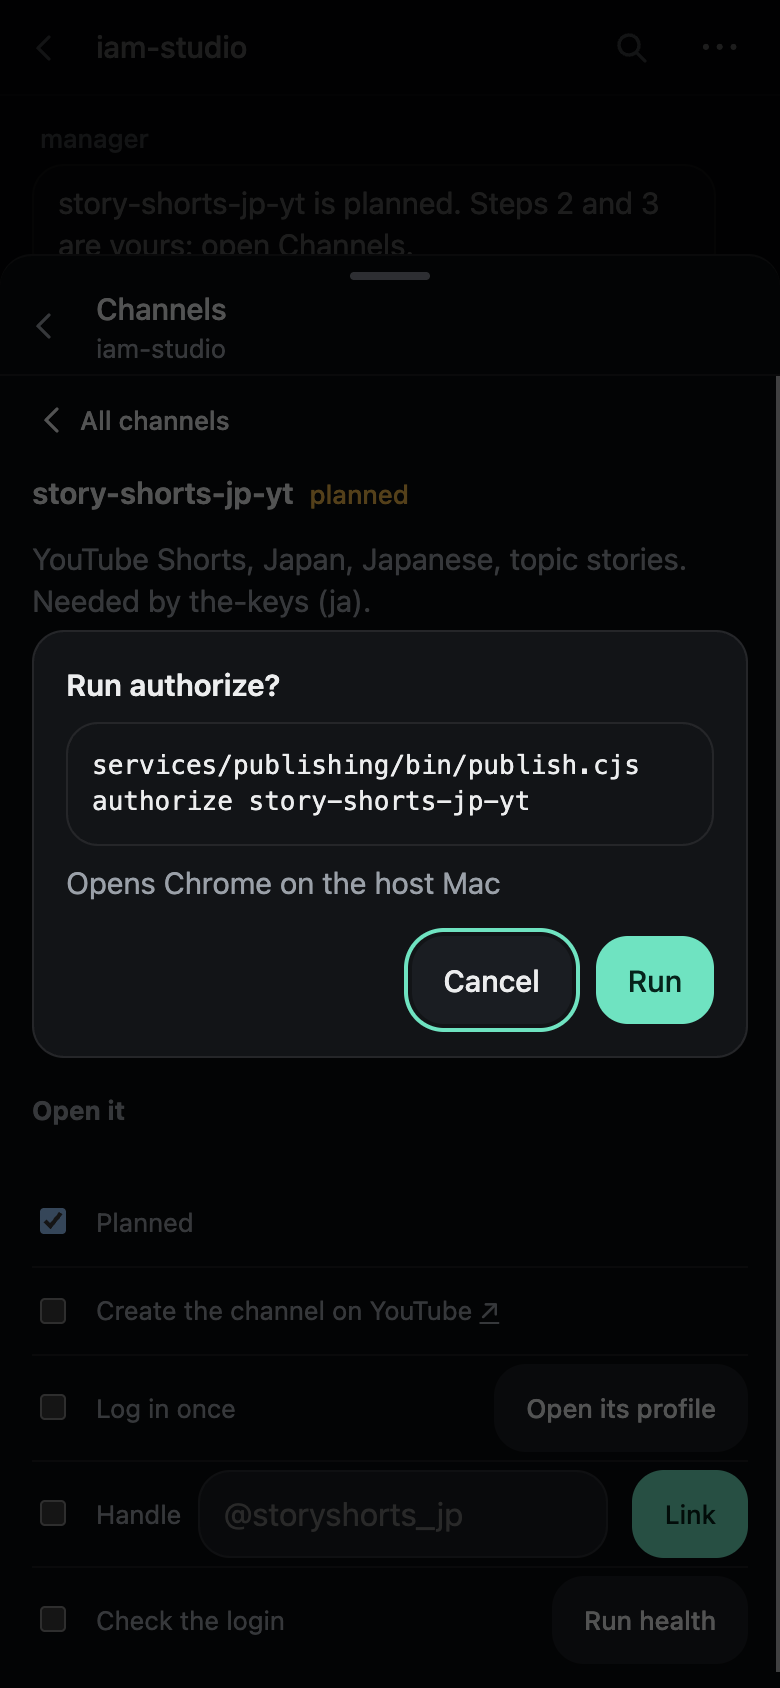 iam-studio
manager
story-shorts-jp-yt is planned. Steps 2 and 3
are yours: open Channels.
Channels
iam-studio
All channels
story-shorts-jp-yt planned
YouTube Shorts, Japan, Japanese, topic stories.
Needed by the-keys (ja).
Run authorize?
services/publishing/bin/publish.cjs
authorize story-shorts-jp-yt
Opens Chrome on the host Mac
Cancel Run
Open it
Planned
Create the channel on YouTube ↗
Log in once Open its profile
Handle @storyshorts_jp Link
Check the login Run health